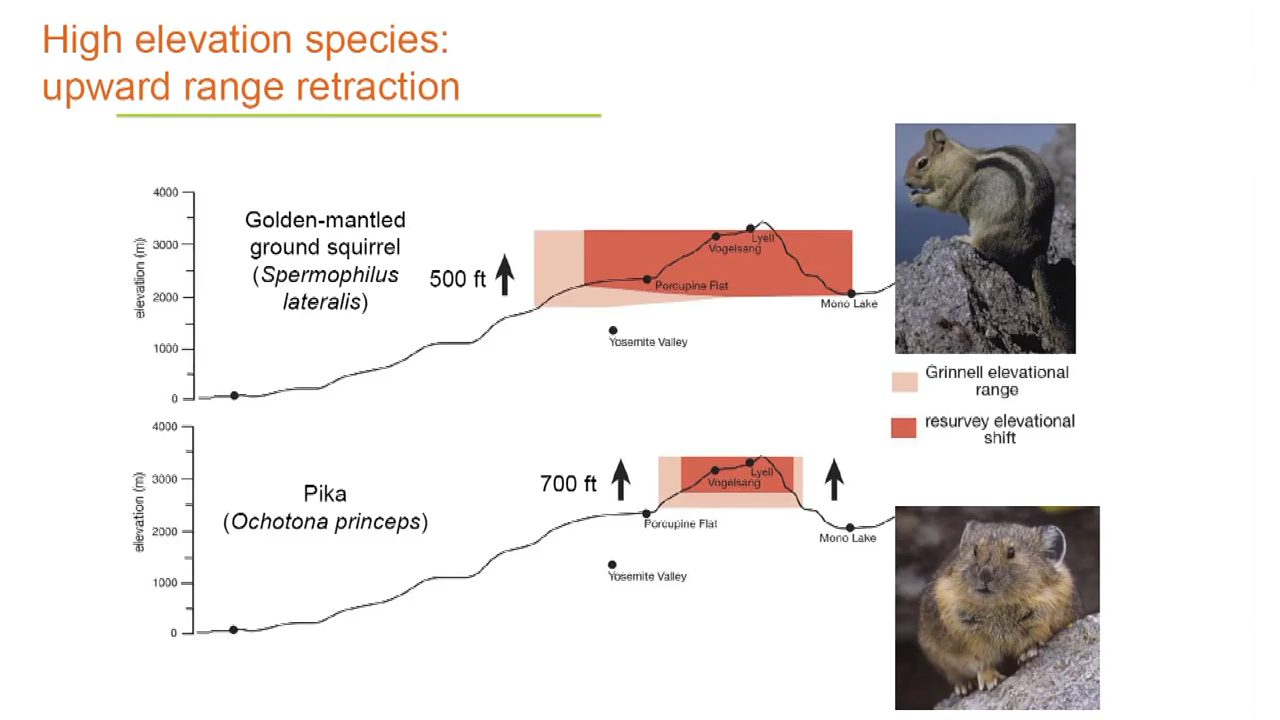 High elevation species:
upward range retraction
4000
3000
2000
1000
0
elevation (m)
Golden-mantled
ground squirrel
(Spermophilus
lateralis)
500 ft
Lyell
Vogelsang
Porcupine Flat
Mono Lake
Yosemite Valley
Grinnell elevational
range
resurvey elevational
shift
4000
3000
2000
1000
0
elevation (m)
Pika
(Ochotona princeps)
700 ft
Lyell
Vogelsang
Porcupine Flat
Mono Lake
Yosemite Valley